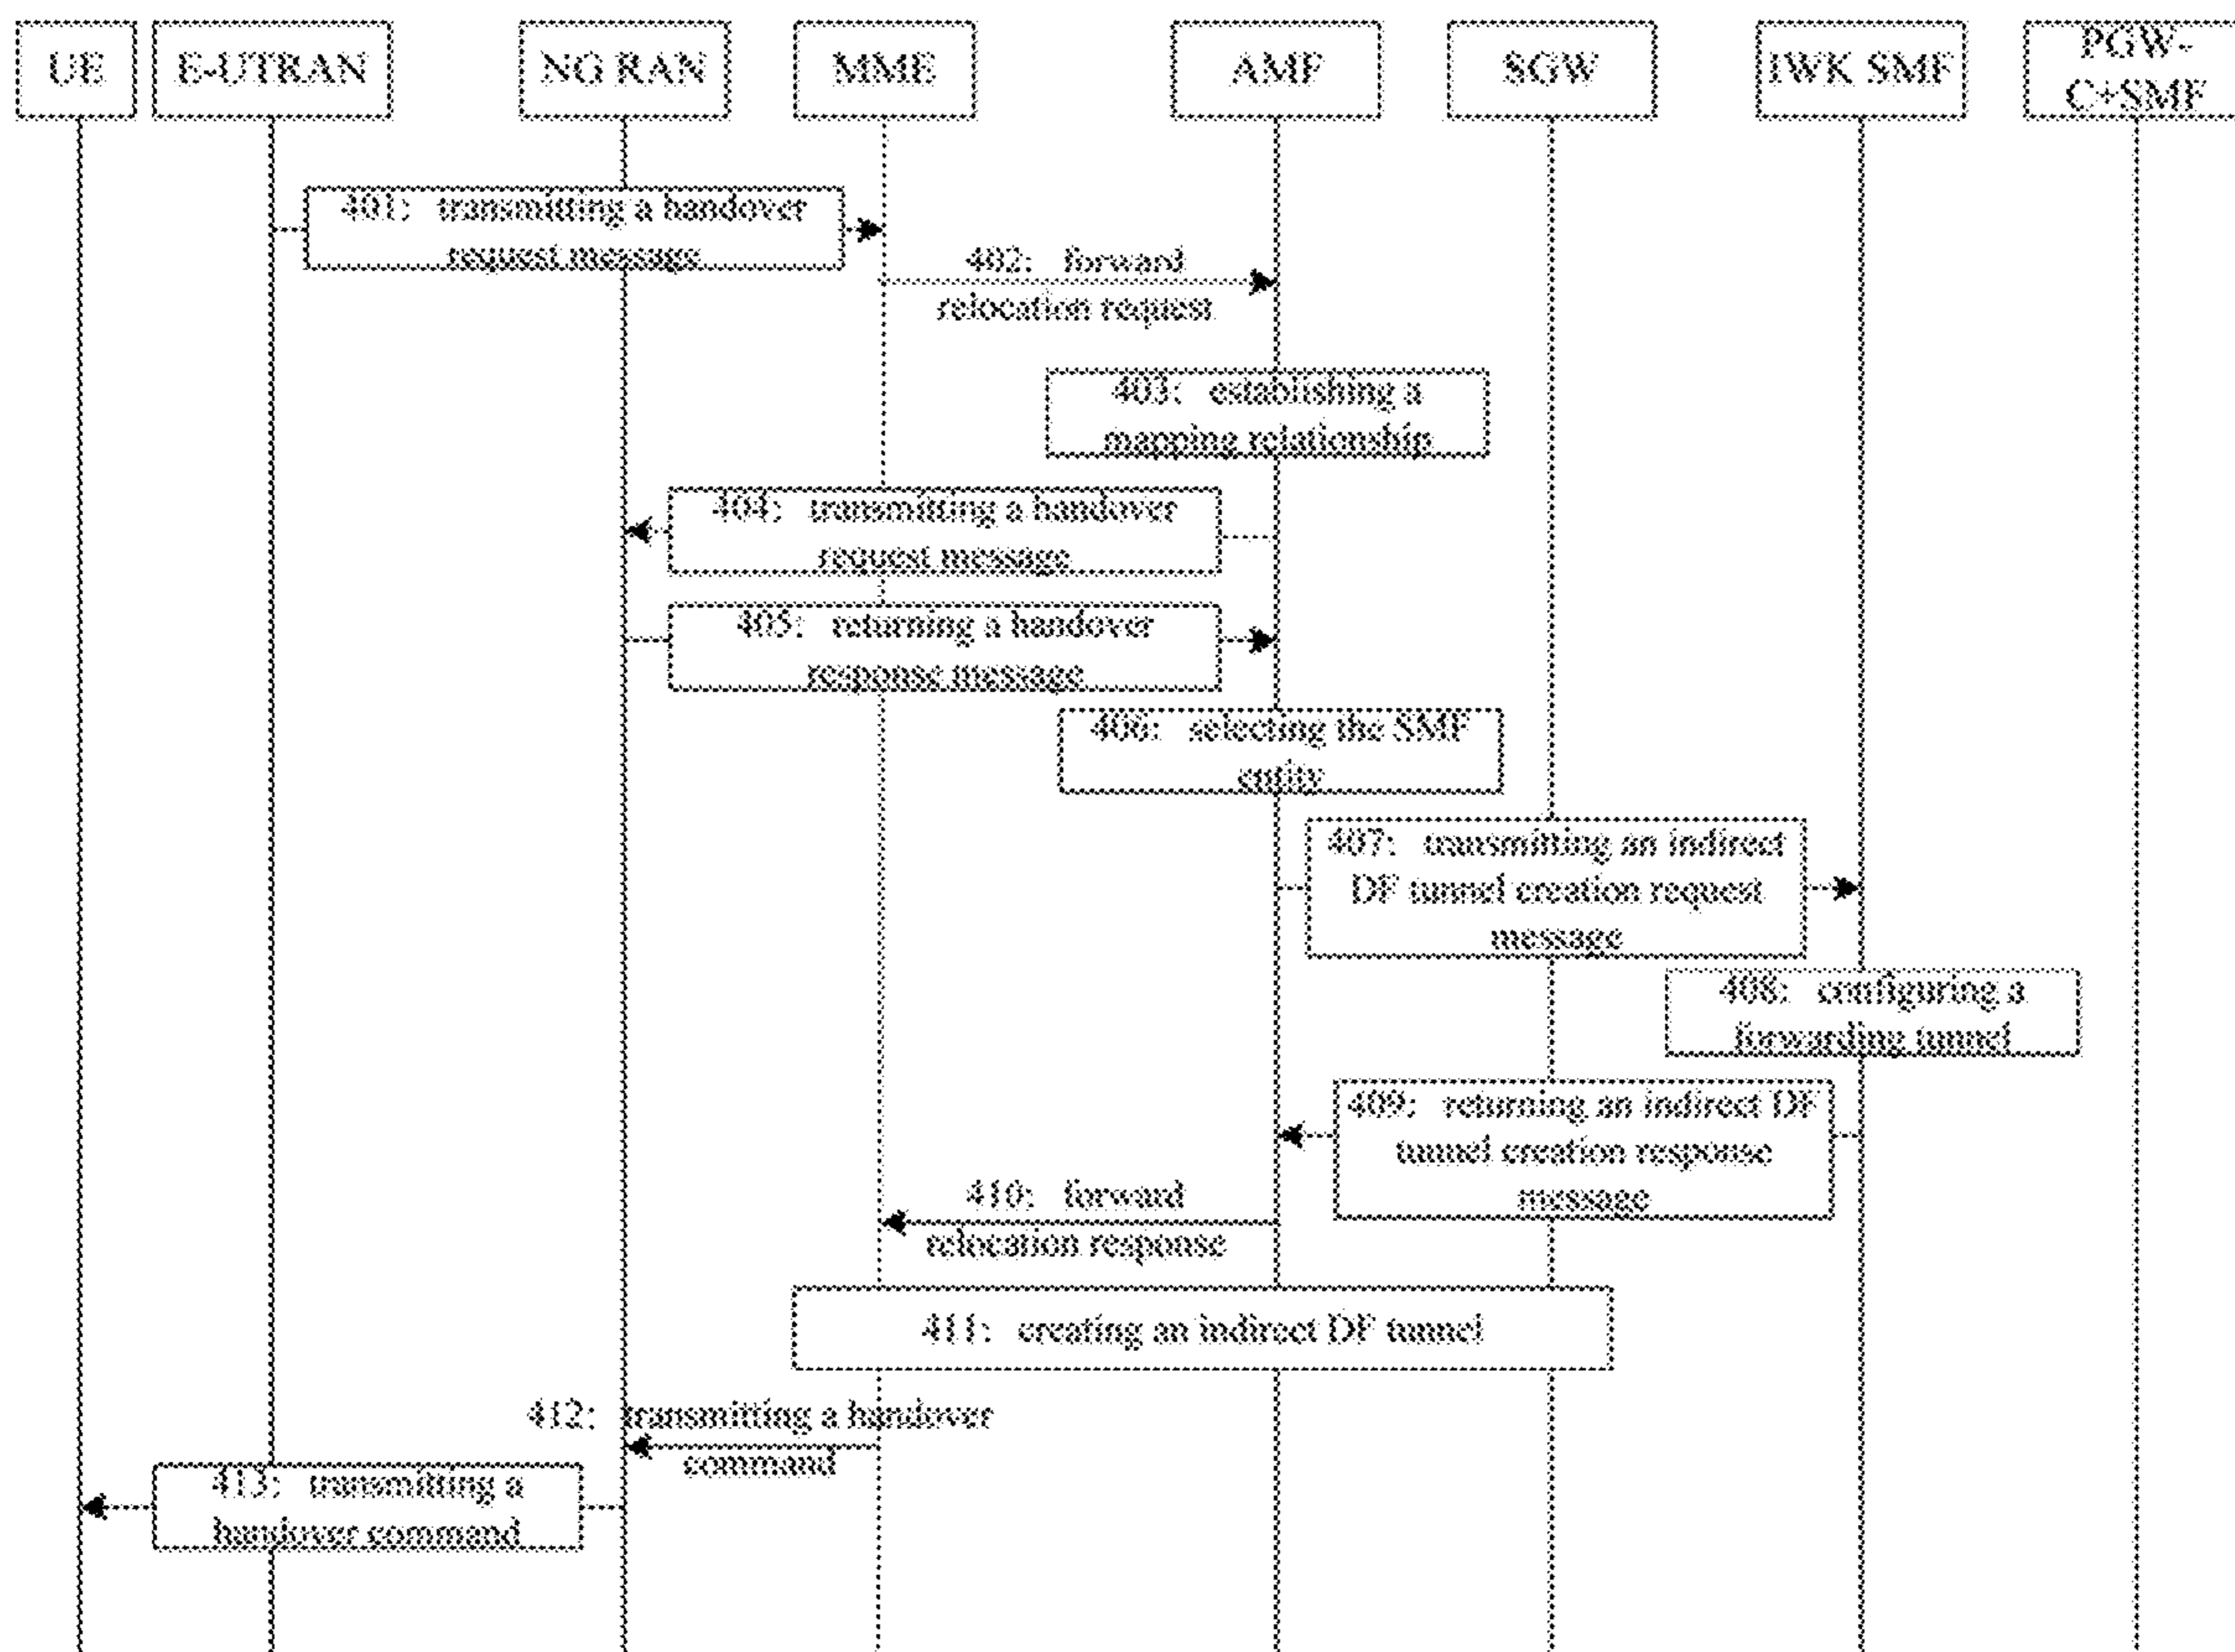 UE
E-UTRAN
NG RAN
MME
AMF
SGW
IWK SMF
PGW-
C+SMF
401: transmitting a handover
request message
402: forward
relocation request
403: establishing a
mapping relationship
404: transmitting a handover
request message
405: returning a handover
response message
406: selecting the SMF
entity
407: transmitting an indirect
DF tunnel creation request
message
408: configuring a
forwarding tunnel
409: returning an indirect DF
tunnel creation response
message
410: forward
relocation response
411: creating an indirect DF tunnel
412: transmitting a handover
command
413: transmitting a
handover command